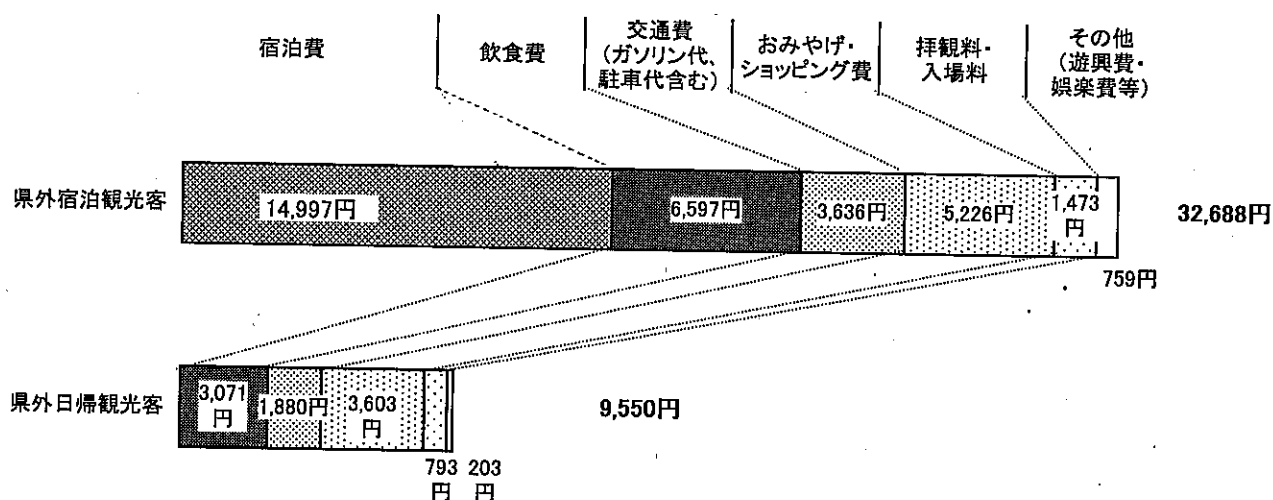 宿泊費
飲食費
交通費
(ガソリン代、
駐車代含む)
おみやげ・
ショッピング費
拝観料・
入場料
その他
(遊興費・
娯楽費等)
県外宿泊観光客
14,997円
6,597円
3,636円
5,226円
1,473
円
759円
32,688円
県外日帰観光客
3,071
円
1,880円
3,603
円
793
円
203
円
9,550円